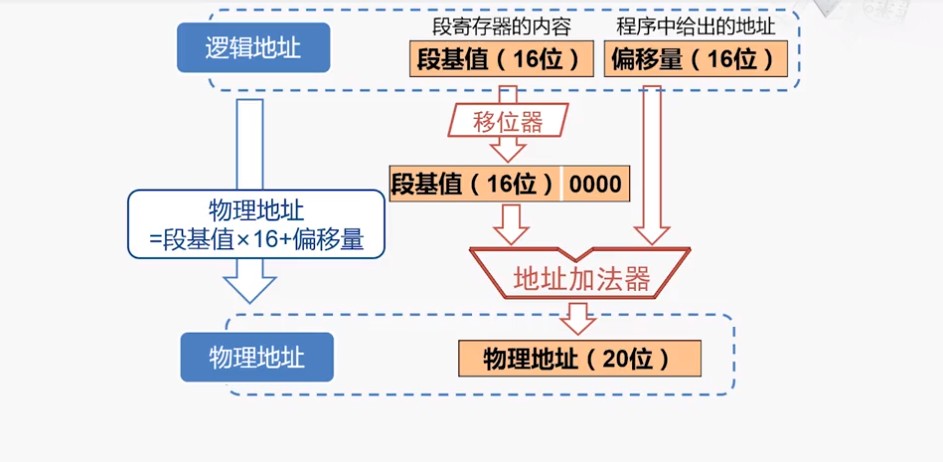 逻辑地址
段寄存器的内容
程序中给出的地址
段基值（16位）
偏移量（16位）
移位器
段基值（16位）
0000
物理地址
=段基值×16+偏移量
地址加法器
物理地址
物理地址（20位）